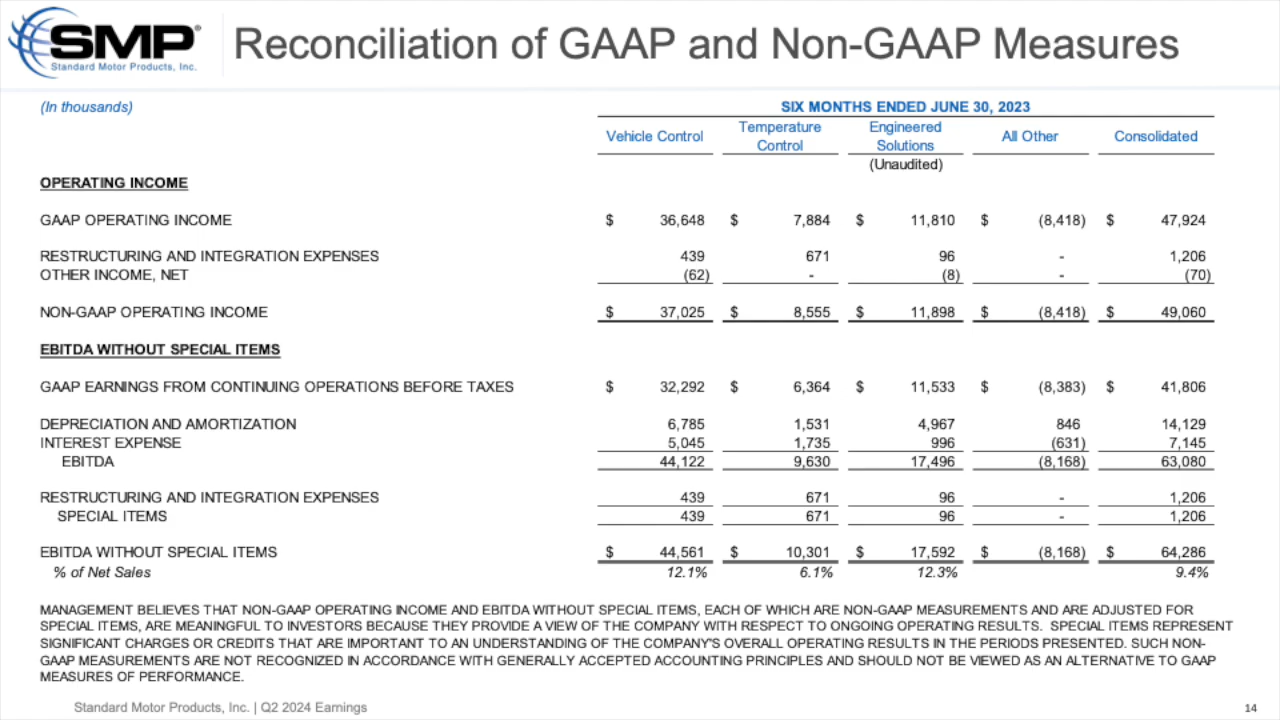 SMP®
Standard Motor Products, Inc.
Reconciliation of GAAP and Non-GAAP Measures
(In thousands) SIX MONTHS ENDED JUNE 30, 2023
Vehicle Control Temperature Control Engineered Solutions All Other Consolidated
(Unaudited)
OPERATING INCOME
GAAP OPERATING INCOME $ 36,648 $ 7,884 $ 11,810 $ (8,418) $ 47,924
RESTRUCTURING AND INTEGRATION EXPENSES 439 671 96 - 1,206
OTHER INCOME, NET (62) - (8) - (70)
NON-GAAP OPERATING INCOME $ 37,025 $ 8,555 $ 11,898 $ (8,418) $ 49,060
EBITDA WITHOUT SPECIAL ITEMS
GAAP EARNINGS FROM CONTINUING OPERATIONS BEFORE TAXES $ 32,292 $ 6,364 $ 11,533 $ (8,383) $ 41,806
DEPRECIATION AND AMORTIZATION 6,785 1,531 4,967 846 14,129
INTEREST EXPENSE 5,045 1,735 996 (631) 7,145
EBITDA 44,122 9,630 17,496 (8,168) 63,080
RESTRUCTURING AND INTEGRATION EXPENSES 439 671 96 - 1,206
SPECIAL ITEMS 439 671 96 - 1,206
EBITDA WITHOUT SPECIAL ITEMS $ 44,561 $ 10,301 $ 17,592 $ (8,168) $ 64,286
% of Net Sales 12.1% 6.1% 12.3% 9.4%
MANAGEMENT BELIEVES THAT NON-GAAP OPERATING INCOME AND EBITDA WITHOUT SPECIAL ITEMS, EACH OF WHICH ARE NON-GAAP MEASUREMENTS AND ARE ADJUSTED FOR
SPECIAL ITEMS, ARE MEANINGFUL TO INVESTORS BECAUSE THEY PROVIDE A VIEW OF THE COMPANY WITH RESPECT TO ONGOING OPERATING RESULTS. SPECIAL ITEMS REPRESENT
SIGNIFICANT CHARGES OR CREDITS THAT ARE IMPORTANT TO AN UNDERSTANDING OF THE COMPANY'S OVERALL OPERATING RESULTS IN THE PERIODS PRESENTED. SUCH NON-
GAAP MEASUREMENTS ARE NOT RECOGNIZED IN ACCORDANCE WITH GENERALLY ACCEPTED ACCOUNTING PRINCIPLES AND SHOULD NOT BE VIEWED AS AN ALTERNATIVE TO GAAP
MEASURES OF PERFORMANCE.
Standard Motor Products, Inc. | Q2 2024 Earnings 14